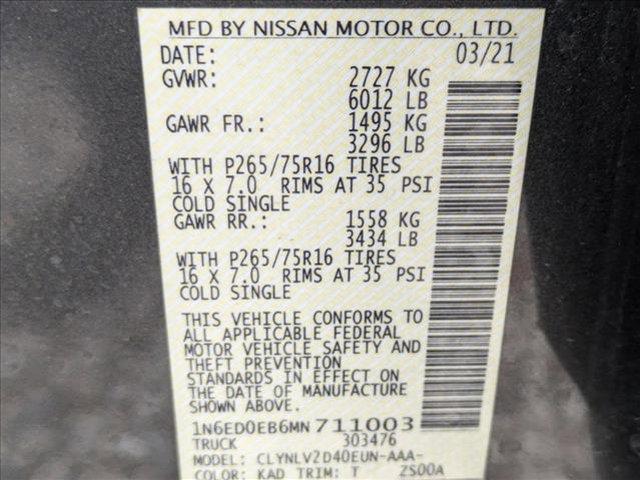 MFD BY NISSAN MOTOR CO., LTD.
DATE: 03/21
GVWR: 2727 KG
6012 LB
GAWR FR.: 1495 KG
3296 LB
WITH P265/75R16 TIRES
16 X 7.0 RIMS AT 35 PSI
COLD SINGLE
GAWR RR.: 1558 KG
3434 LB
WITH P265/75R16 TIRES
16 X 7.0 RIMS AT 35 PSI
COLD SINGLE
THIS VEHICLE CONFORMS TO
ALL APPLICABLE FEDERAL
MOTOR VEHICLE SAFETY AND
THEFT PREVENTION
STANDARDS IN EFFECT ON
THE DATE OF MANUFACTURE
SHOWN ABOVE.
1N6ED0EB6MN711003
TRUCK 303476
MODEL: CLYNLV2D40EUN-AAA-
COLOR: KAD TRIM: T ZS00A